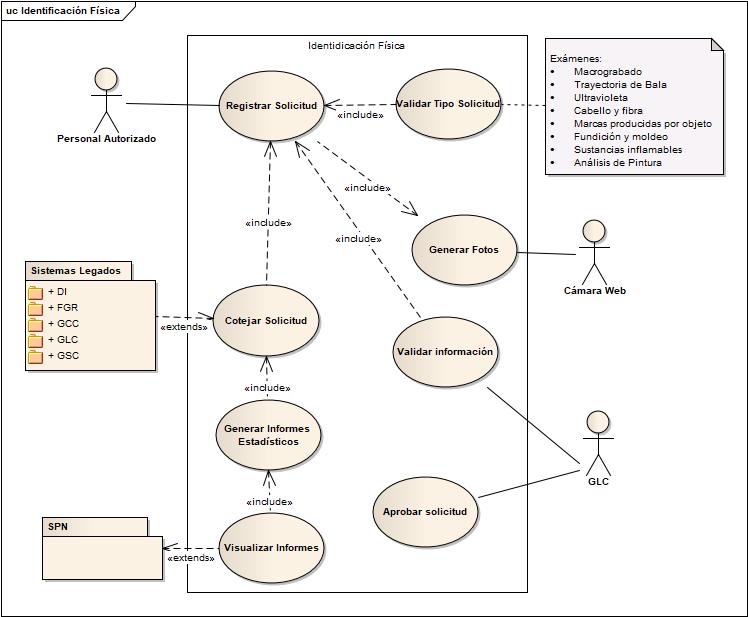 uc Identificación Física
Identidicación Física
Exámenes:
• Macrograbado
• Trayectoria de Bala
• Ultravioleta
• Cabello y fibra
• Marcas producidas por objeto
• Fundición y moldeo
• Sustancias inflamables
• Análisis de Pintura
Registrar Solicitud
Validar Tipo Solicitud
«include»
Personal Autorizado
«include»
«include»
«include»
Generar Fotos
Cámara Web
Sistemas Legados
+ DI
+ FGR
+ GCC
+ GLC
+ GSC
«extends»
Cotejar Solicitud
Validar información
«include»
Generar Informes
Estadísticos
GLC
«include»
Aprobar solicitud
SPN
Visualizar Informes
«extends»